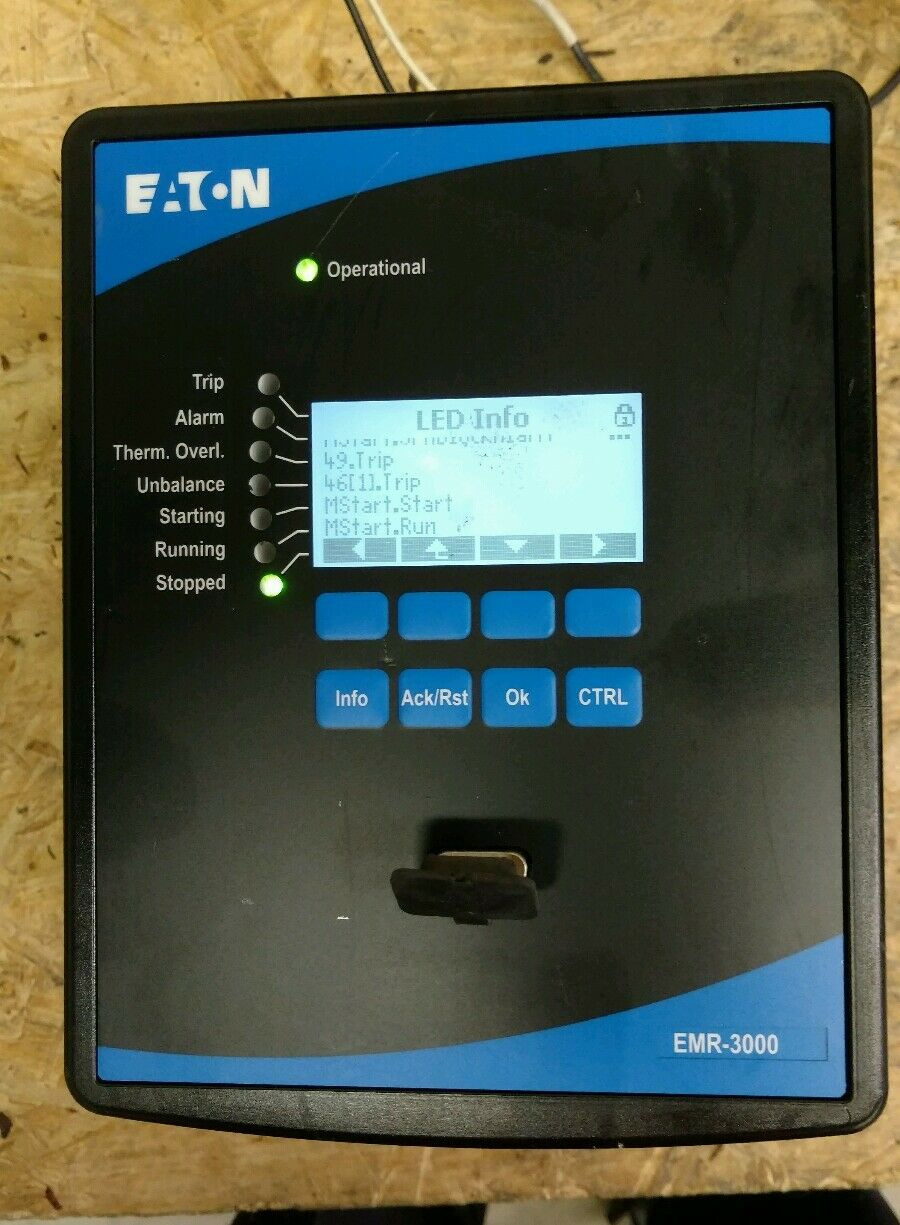 EATON
Operational
Trip
Alarm
Therm. Overl.
Unbalance
Starting
Running
Stopped
LED Info
49.Trip
46[1].Trip
MStart.Start
MStart.Run
Info
Ack/Rst
Ok
CTRL
EMR-3000